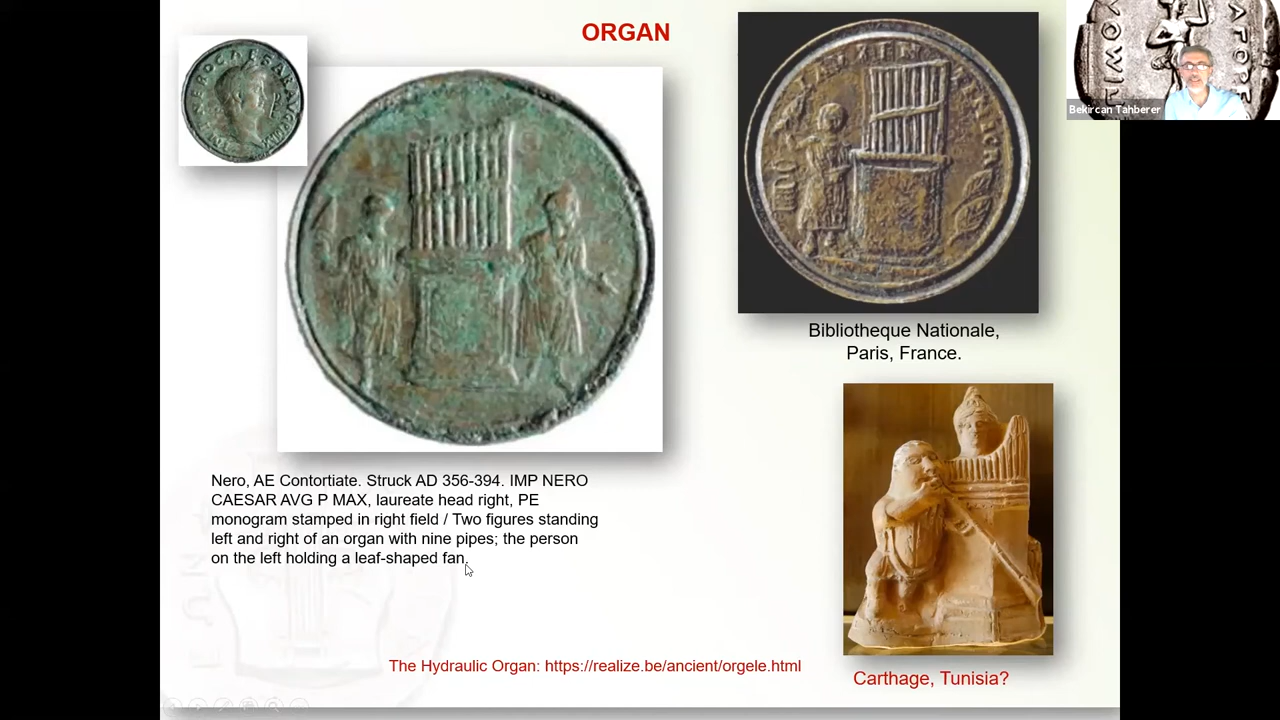 ORGAN
Bekircan Tahberer
Bibliotheque Nationale,
Paris, France.
Nero, AE Contortiate. Struck AD 356-394. IMP NERO
CAESAR AVG P MAX, laureate head right, PE
monogram stamped in right field / Two figures standing
left and right of an organ with nine pipes; the person
on the left holding a leaf-shaped fan.
The Hydraulic Organ: https://realize.be/ancient/orgele.html
Carthage, Tunisia?